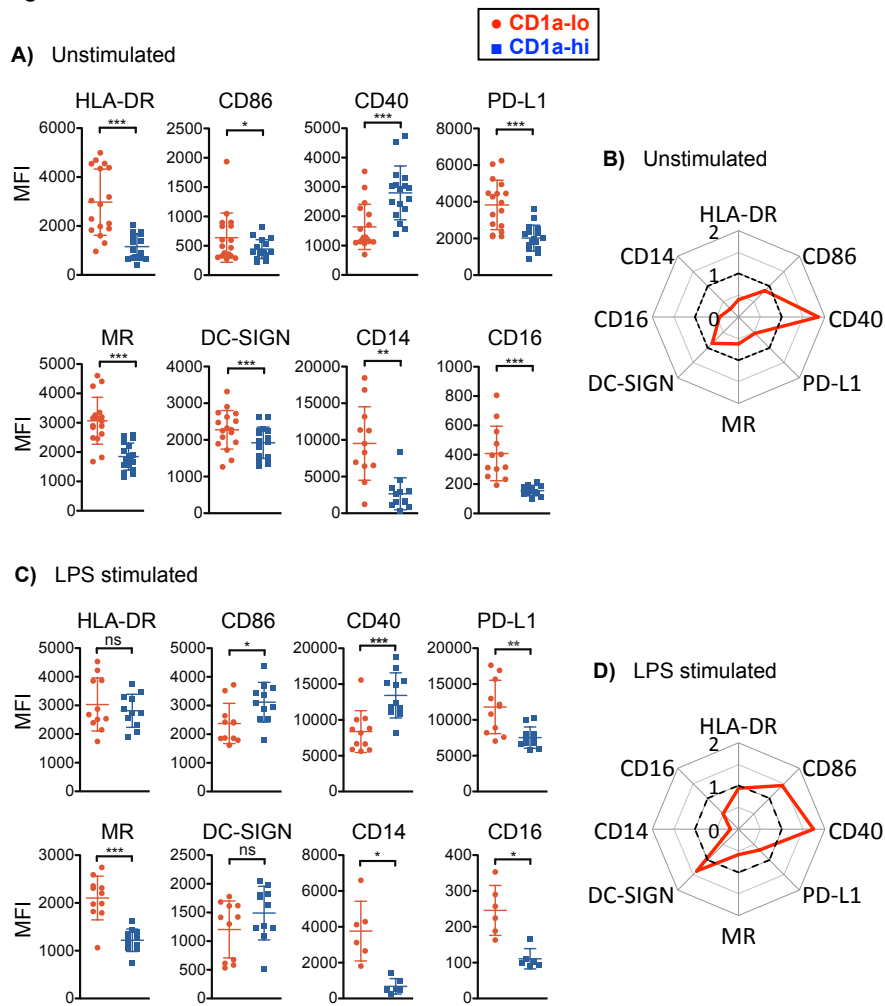 CD1a-lo
CD1a-hi
A) Unstimulated
HLA-DR CD86 CD40 PD-L1
*** * *** ***
MFI
6000 4000 2000 0
2500 2000 1500 1000 500 0
5000 4000 3000 2000 1000 0
8000 6000 4000 2000 0
MR DC-SIGN CD14 CD16
*** *** ** ***
MFI
5000 4000 3000 2000 1000 0
4000 3000 2000 1000 0
20000 15000 10000 5000 0
1000 800 600 400 200 0
B) Unstimulated
HLA-DR
CD14 2 CD86
1
CD16 0 CD40
DC-SIGN PD-L1
MR
C) LPS stimulated
HLA-DR CD86 CD40 PD-L1
ns * *** **
MFI
5000 4000 3000 2000 1000 0
5000 4000 3000 2000 1000 0
20000 15000 10000 5000 0
20000 15000 10000 5000 0
MR DC-SIGN CD14 CD16
*** ns * *
MFI
3000 2000 1000 0
2500 2000 1500 1000 500 0
8000 6000 4000 2000 0
400 300 200 100 0
D) LPS stimulated
HLA-DR
CD16 2 CD86
1
CD14 0 CD40
DC-SIGN PD-L1
MR